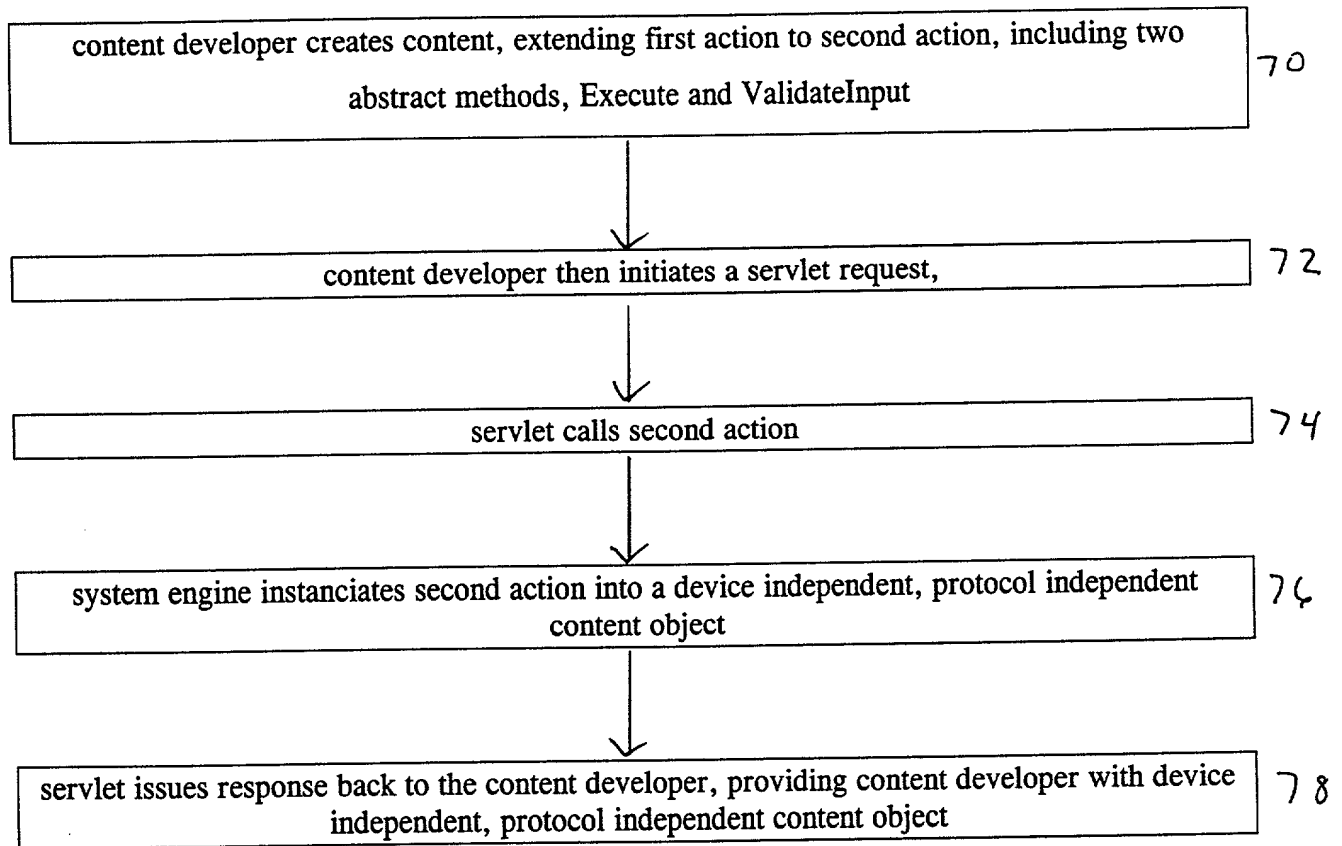 content developer creates content, extending first action to second action, including two
abstract methods, Execute and ValidateInput
70
content developer then initiates a servlet request,
72
servlet calls second action
74
system engine instanciates second action into a device independent, protocol independent
content object
76
servlet issues response back to the content developer, providing content developer with device
independent, protocol independent content object
78